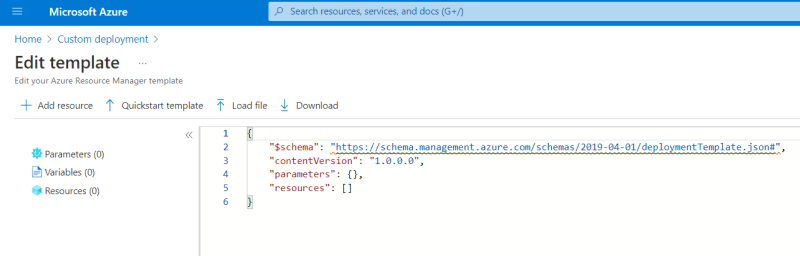 Microsoft Azure
Search resources, services, and docs (G+/)
Home > Custom deployment >
Edit template ...
Edit your Azure Resource Manager template
+ Add resource ↑ Quickstart template Load file ↓ Download
«
Parameters (0)
Variables (0)
Resources (0)
1 {
2 "$schema": "https://schema.management.azure.com/schemas/2019-04-01/deploymentTemplate.json#",
3 "contentVersion": "1.0.0.0",
4 "parameters": {},
5 "resources": []
6 }